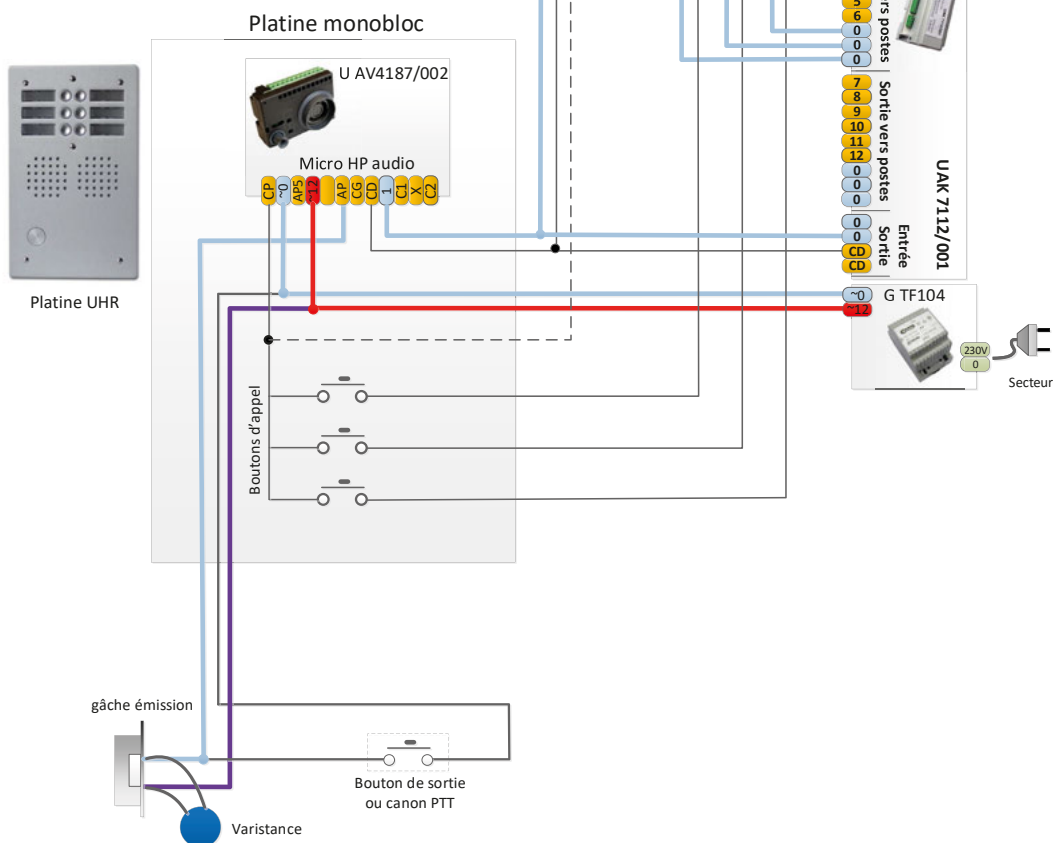 Platine monobloc
U AV4187/002
Micro HP audio
CP
~0
AP5
~12
AP
CG
CD
1
C1
X
C2
Platine UHR
Boutons d'appel
5
6
0
0
0
rs postes
7
8
9
10
11
12
0
0
0
Sortie vers postes
0
0
CD
CD
Entrée
Sortie
UAK 7112/001
~0
~12
G TF104
230V
0
Secteur
gâche émission
Bouton de sortie
ou canon PTT
Varistance